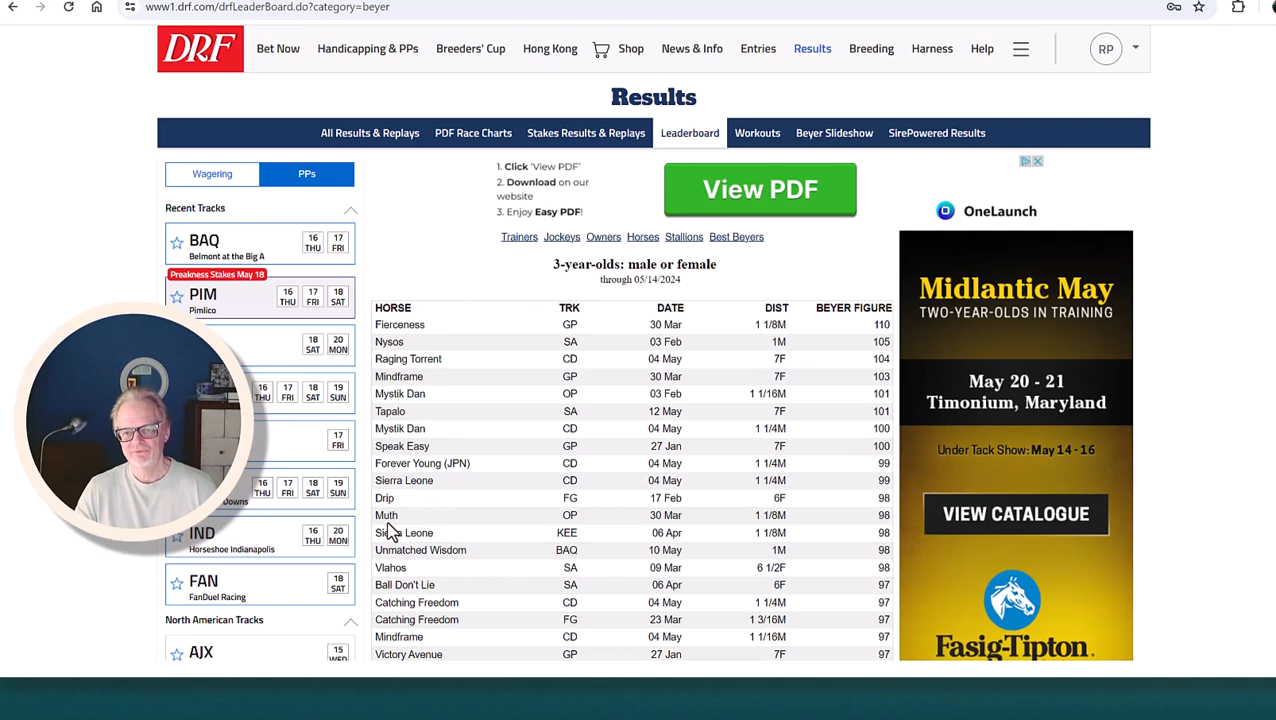 www1.drf.com/drfLeaderBoard.do?category=beyer
DRF Bet Now Handicapping & PPs Breeders' Cup Hong Kong Shop News & Info Entries Results Breeding Harness Help RP
Results
All Results & Replays PDF Race Charts Stakes Results & Replays Leaderboard Workouts Beyer Slideshow SirePowered Results
Wagering PPs
Recent Tracks
BAQ 16 THU 17 FRI
Belmont at the Big A
Preakness Stakes May 18
PIM 16 THU 17 FRI 18 SAT
Pimlico
18 SAT 20 MON
16 THU 17 FRI 18 SAT 19 SUN
17 FRI
16 THU 17 FRI 18 SAT 19 SUN
Downs
IND 16 THU 20 MON
Horseshoe Indianapolis
FAN 18 SAT
FanDuel Racing
North American Tracks
AJX 15 WED
1. Click 'View PDF'
2. Download on our
website
3. Enjoy Easy PDF!
View PDF
OneLaunch
Trainers Jockeys Owners Horses Stallions Best Beyers
3-year-olds: male or female
through 05/14/2024
HORSE TRK DATE DIST BEYER FIGURE
Fierceness GP 30 Mar 1 1/8M 110
Nysos SA 03 Feb 1M 105
Raging Torrent CD 04 May 7F 104
Mindframe GP 30 Mar 7F 103
Mystik Dan OP 03 Feb 1 1/16M 101
Tapalo SA 12 May 7F 101
Mystik Dan CD 04 May 1 1/4M 100
Speak Easy GP 27 Jan 7F 100
Forever Young (JPN) CD 04 May 1 1/4M 99
Sierra Leone CD 04 May 1 1/4M 99
Drip FG 17 Feb 6F 98
Muth OP 30 Mar 1 1/8M 98
Sierra Leone KEE 06 Apr 1 1/8M 98
Unmatched Wisdom BAQ 10 May 1M 98
Vlahos SA 09 Mar 6 1/2F 98
Ball Don't Lie SA 06 Apr 6F 97
Catching Freedom CD 04 May 1 1/4M 97
Catching Freedom FG 23 Mar 1 3/16M 97
Mindframe CD 04 May 1 1/16M 97
Victory Avenue GP 27 Jan 7F 97
Midlantic May
TWO-YEAR-OLDS IN TRAINING
May 20 - 21
Timonium, Maryland
Under Tack Show: May 14 -16
VIEW CATALOGUE
Fasig-Tipton